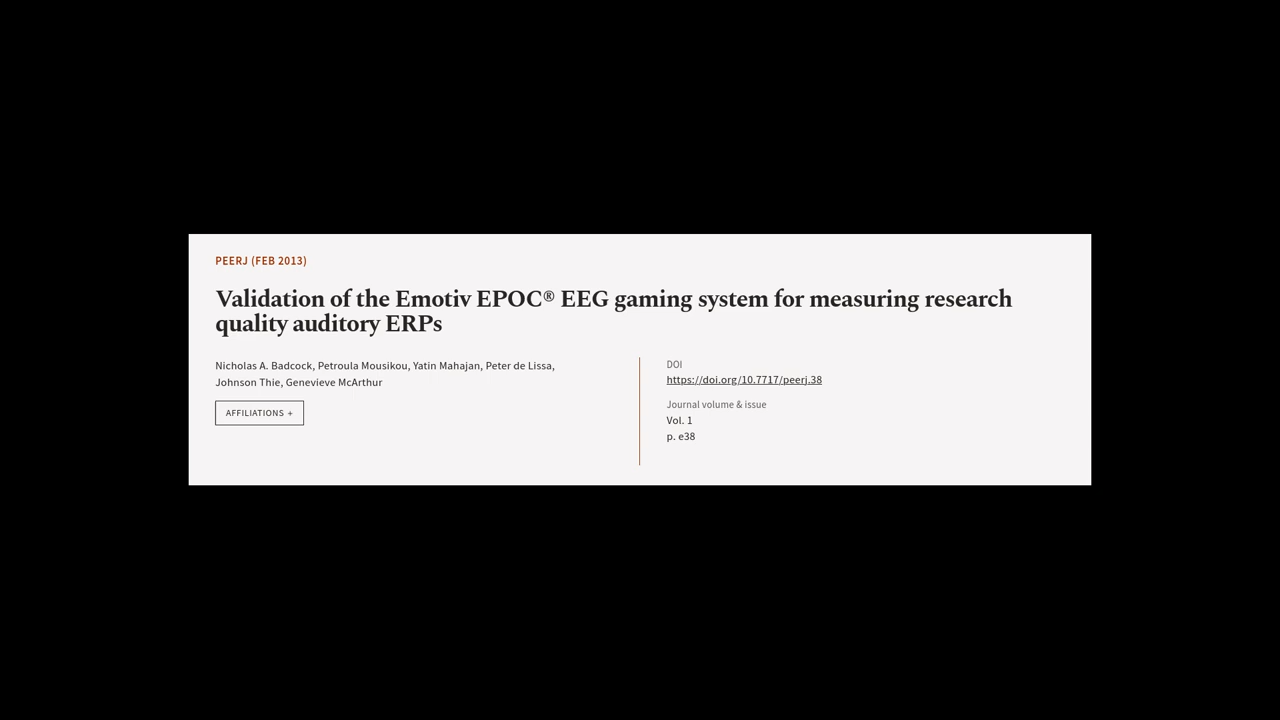 PEERJ (FEB 2013)
Validation of the Emotiv EPOC® EEG gaming system for measuring research
quality auditory ERPs
Nicholas A. Badcock, Petroula Mousikou, Yatin Mahajan, Peter de Lissa,
Johnson Thie, Genevieve McArthur
AFFILIATIONS +
DOI
https://doi.org/10.7717/peerj.38
Journal volume & issue
Vol. 1
p. e38